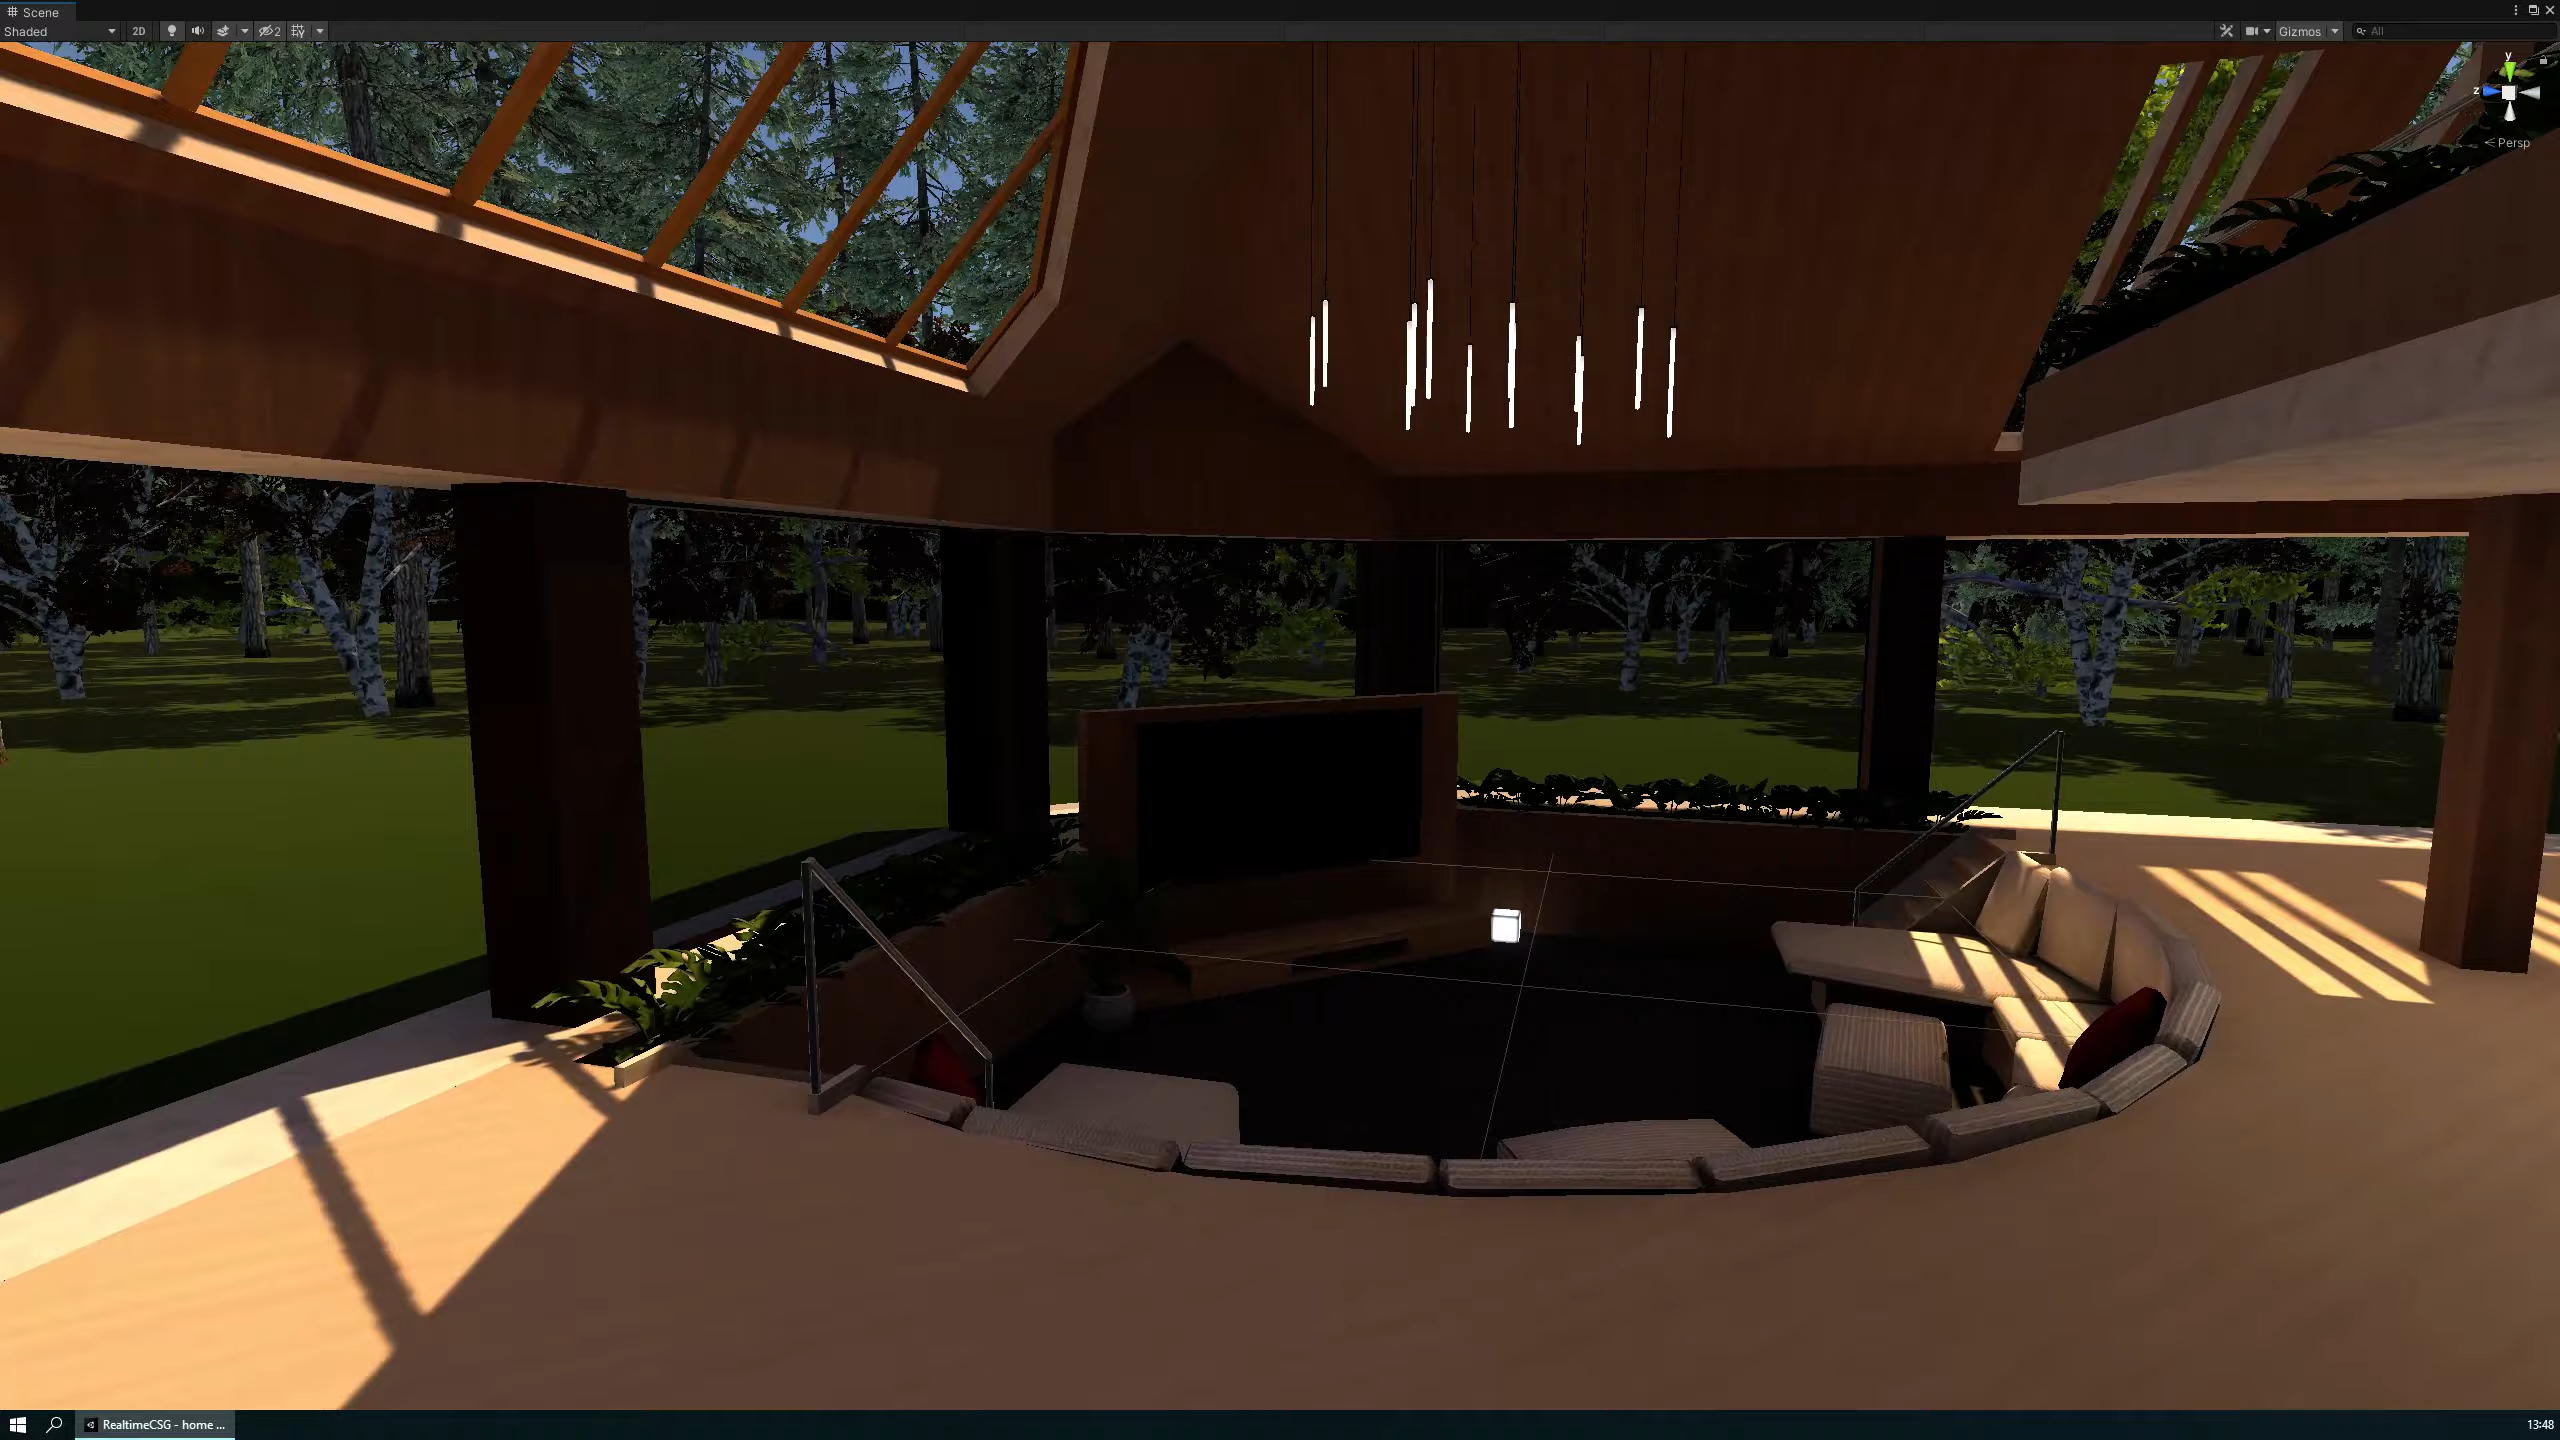 Scene
Shaded 2D 2 Gizmos All
y
z
Persp
RealtimeCSG - home ... 13:48